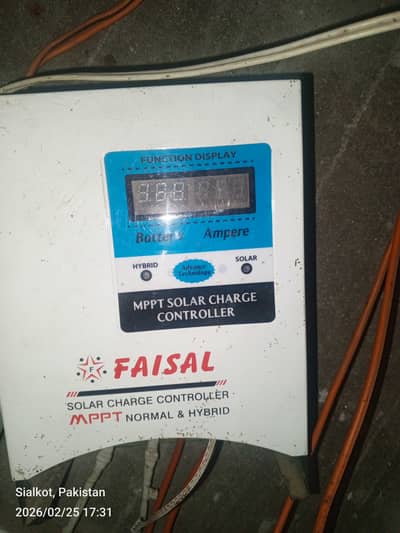 FUNCTION DISPLAY
Battery Ampere
HYBRID
Advance
Technology
SOLAR
MPPT SOLAR CHARGE
CONTROLLER
F
FAISAL
SOLAR CHARGE CONTROLLER
MPPT NORMAL & HYBRID
Sialkot, Pakistan
2026/02/25 17:31